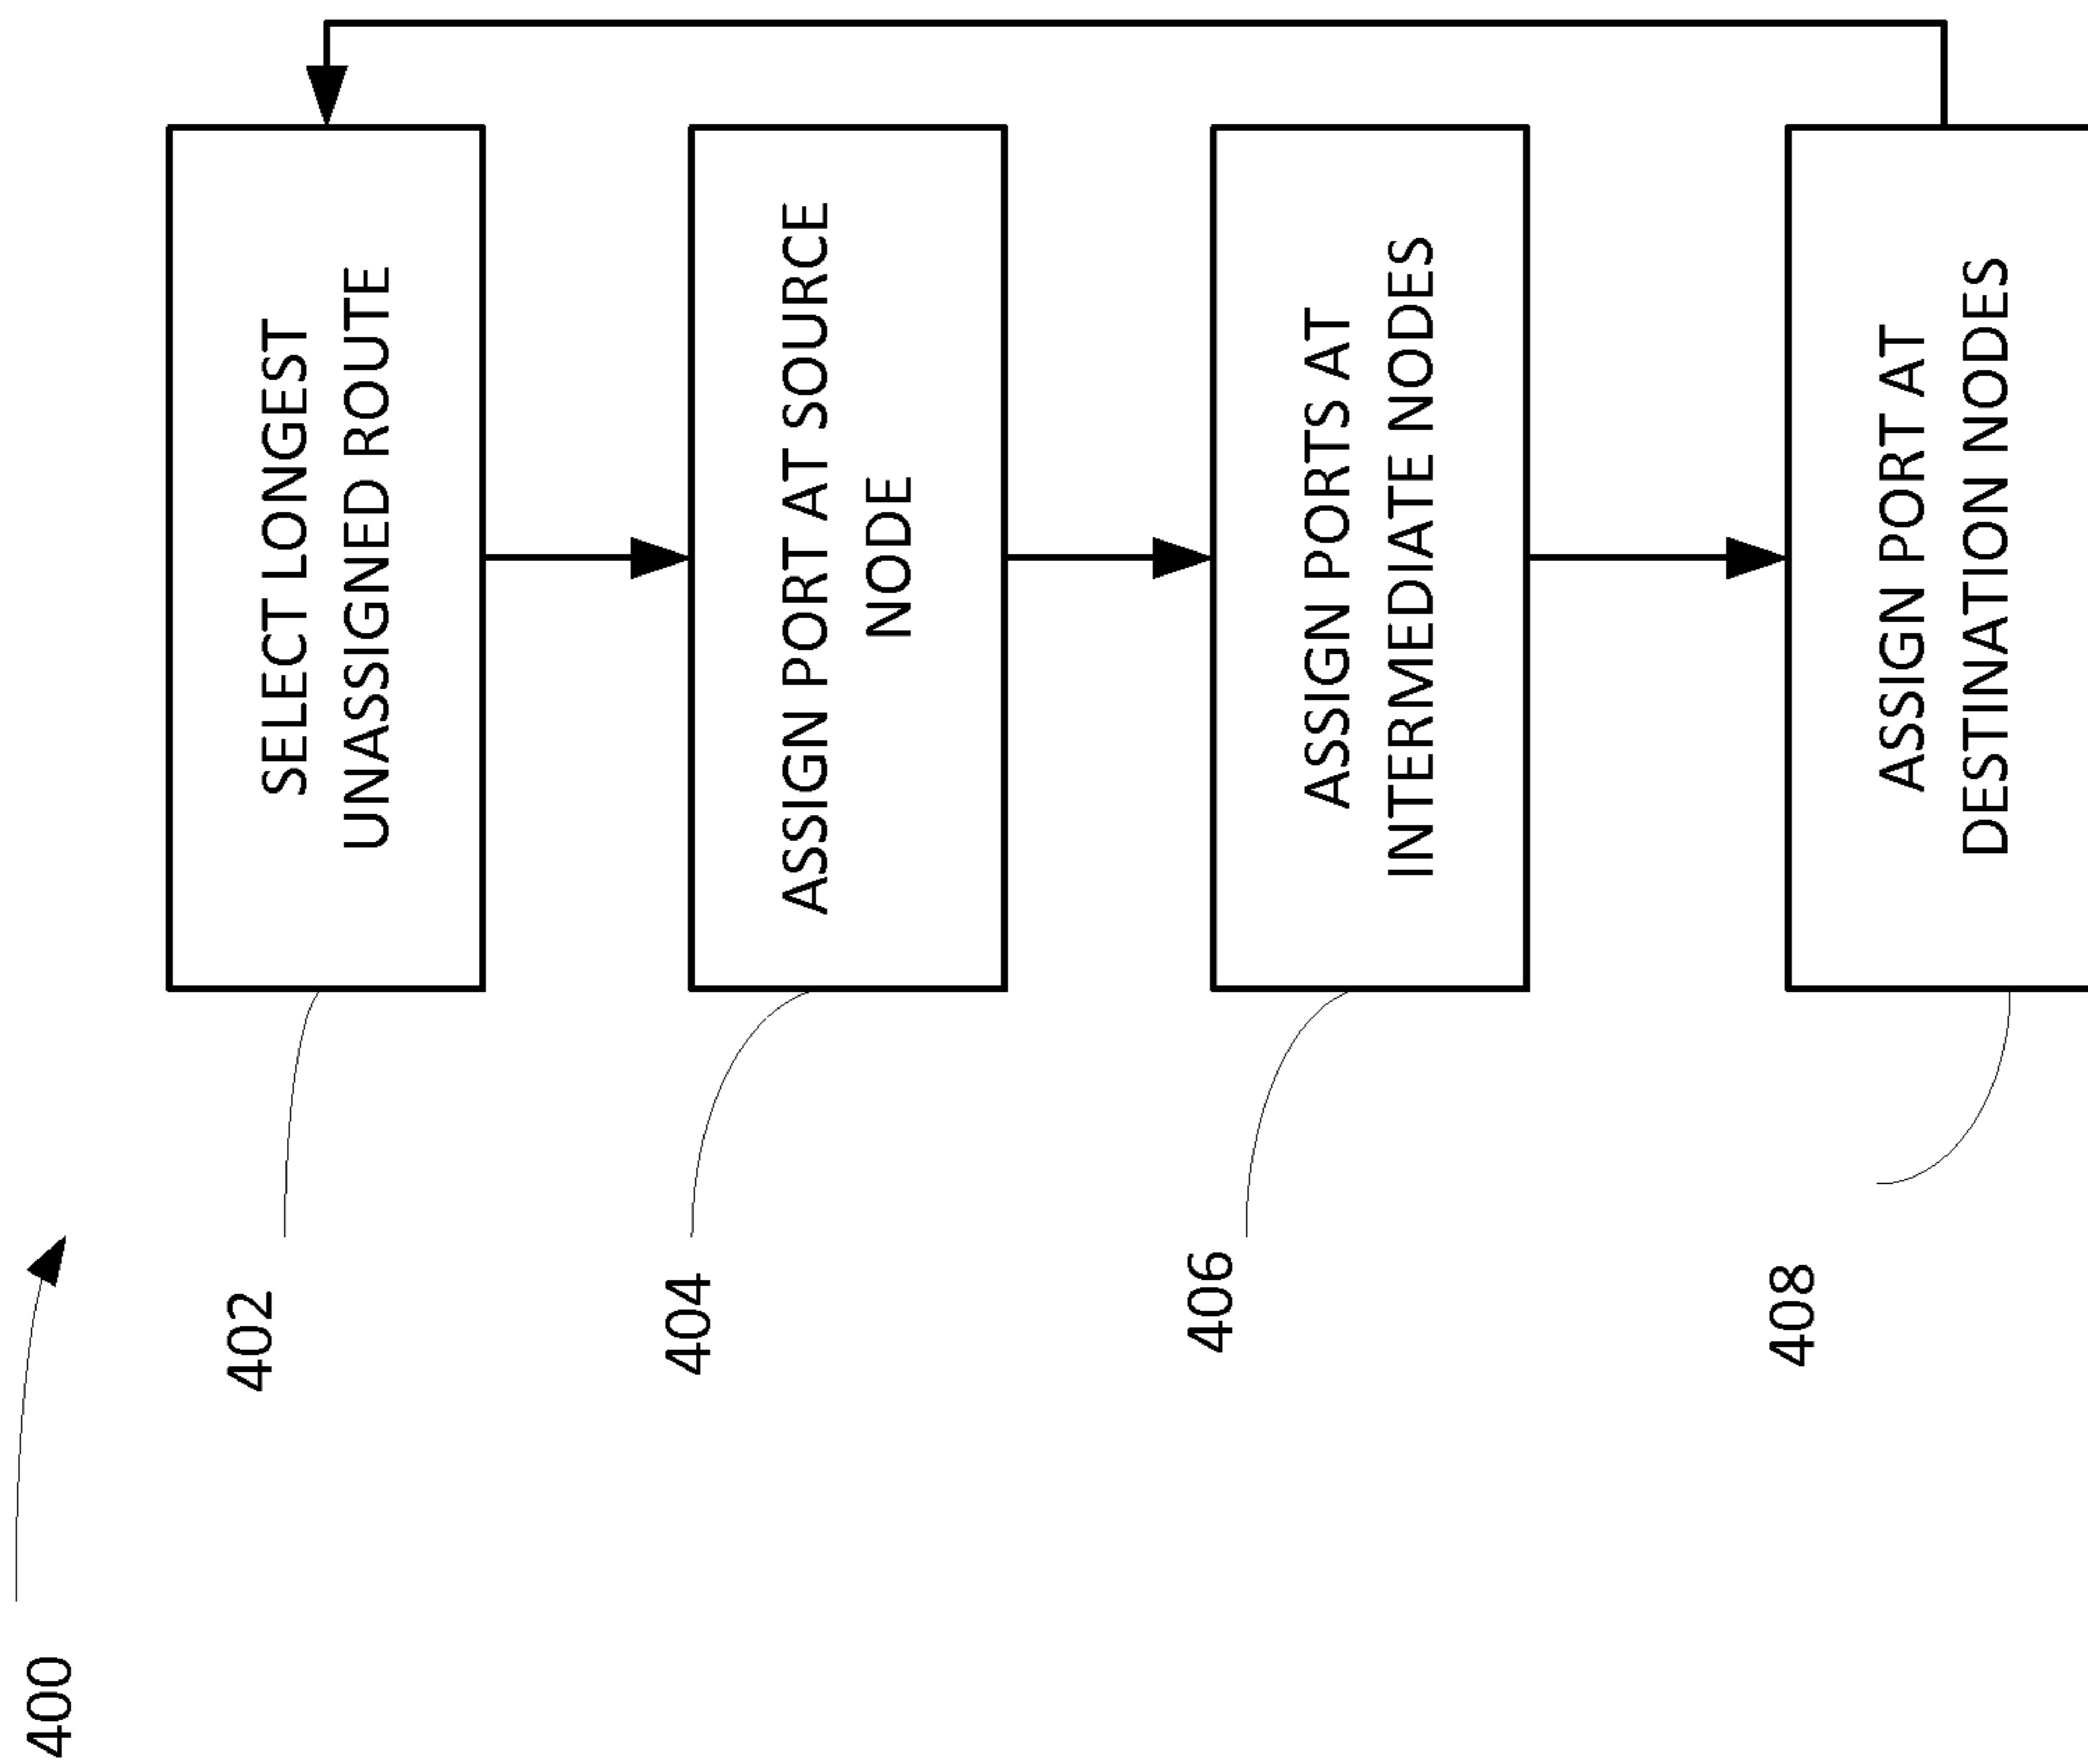 400
402
SELECT LONGEST
UNASSIGNED ROUTE
404
ASSIGN PORT AT SOURCE
NODE
406
ASSIGN PORTS AT
INTERMEDIATE NODES
408
ASSIGN PORT AT
DESTINATION NODES